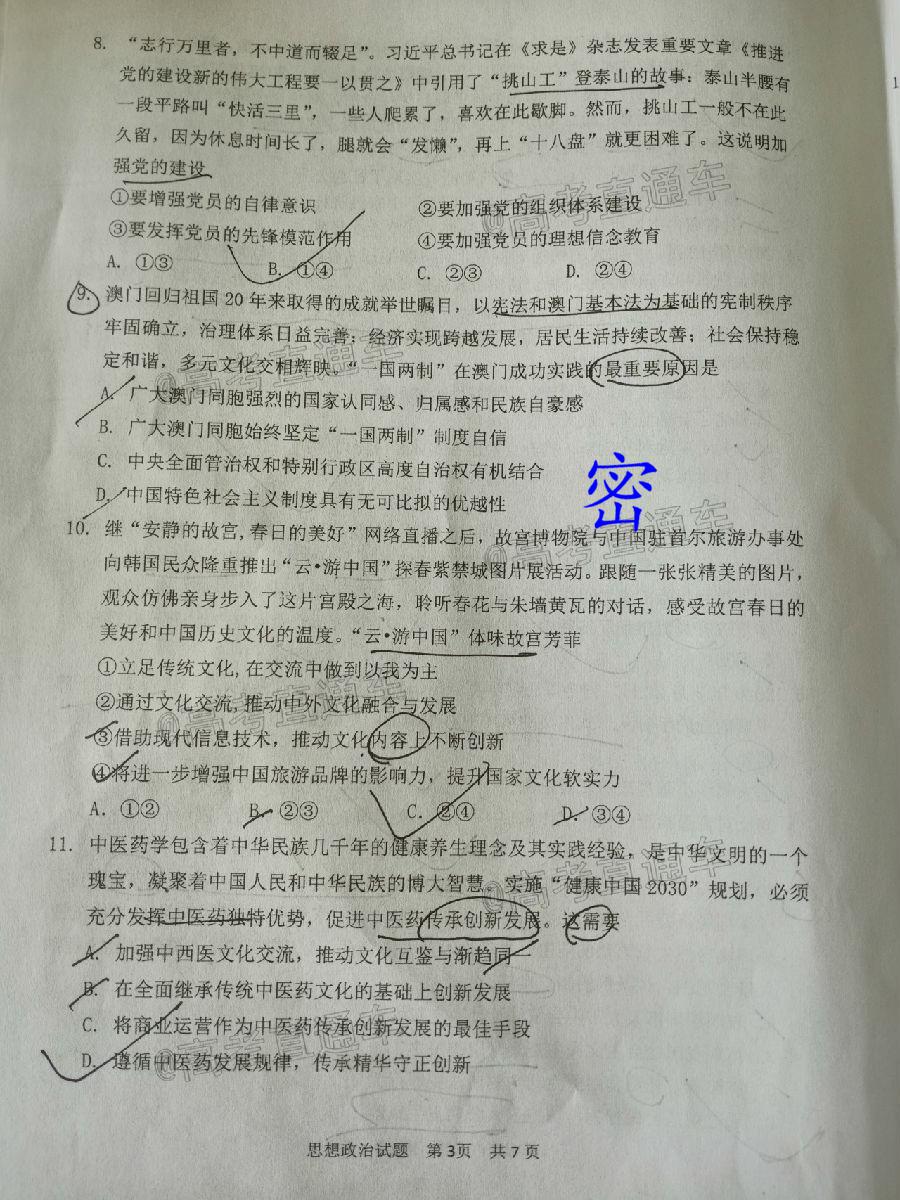 8. “志行万里者，不中道而辍足”。习近平总书记在《求是》杂志发表重要文章《推进
党的建设新的伟大工程要一以贯之》中引用了“挑山工”登泰山的故事：泰山半腰有
一段平路叫“快活三里”，一些人爬累了，喜欢在此歇脚。然而，挑山工一般不在此
久留，因为休息时间长了，腿就会“发懒”，再上“十八盘”就更困难了。这说明加
强党的建设
①要增强党员的自律意识 ②要加强党的组织体系建设
③要发挥党员的先锋模范作用 ④要加强党员的理想信念教育
A. ①③ B. ①④ C. ②③ D. ②④
9. 澳门回归祖国 20 年来取得的成就举世瞩目，以宪法和澳门基本法为基础的宪制秩序
牢固确立，治理体系日益完善；经济实现跨越发展，居民生活持续改善；社会保持稳
定和谐，多元文化交相辉映。“一国两制”在澳门成功实践的最重要原因是
A. 广大澳门同胞强烈的国家认同感、归属感和民族自豪感
B. 广大澳门同胞始终坚定“一国两制”制度自信
C. 中央全面管治权和特别行政区高度自治权有机结合
D. 中国特色社会主义制度具有无可比拟的优越性
密
10. 继“安静的故宫,春日的美好”网络直播之后，故宫博物院与中国驻首尔旅游办事处
向韩国民众隆重推出“云•游中国”探春紫禁城图片展活动。跟随一张张精美的图片，
观众仿佛亲身步入了这片宫殿之海，聆听春花与朱墙黄瓦的对话，感受故宫春日的
美好和中国历史文化的温度。“云•游中国”体味故宫芳菲
①立足传统文化,在交流中做到以我为主
②通过文化交流,推动中外文化融合与发展
③借助现代信息技术，推动文化内容上不断创新
④将进一步增强中国旅游品牌的影响力，提升国家文化软实力
A. ①② B. ②③ C. ②④ D. ③④
11. 中医药学包含着中华民族几千年的健康养生理念及其实践经验，是中华文明的一个
瑰宝，凝聚着中国人民和中华民族的博大智慧。实施“健康中国 2030”规划，必须
充分发挥中医药独特优势，促进中医药传承创新发展。这需要
A. 加强中西医文化交流，推动文化互鉴与渐趋同一
B. 在全面继承传统中医药文化的基础上创新发展
C. 将商业运营作为中医药传承创新发展的最佳手段
D. 遵循中医药发展规律，传承精华守正创新
@高考直通车
@高考直通车
@高考直通车
@高考直通车
@高考直通车
@高考直通车
思想政治试题 第 3页 共 7 页